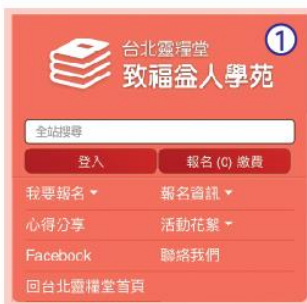 台北靈糧堂 ①
致福益人學苑
全站搜尋
登入 報名 (0) 繳費
我要報名 報名資訊
心得分享 活動花絮
Facebook 聯絡我們
回台北靈糧堂首頁